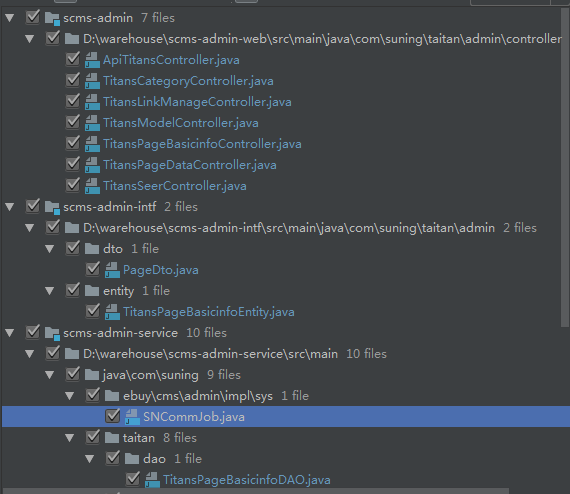 scms-admin 7 files
D:\warehouse\scms-admin-web\src\main\java\com\suning\taitan\admin\controller
ApiTitansController.java
TitansCategoryController.java
TitansLinkManageController.java
TitansModelController.java
TitansPageBasicinfoController.java
TitansPageDataController.java
TitansSeerController.java
scms-admin-intf 2 files
D:\warehouse\scms-admin-intf\src\main\java\com\suning\taitan\admin 2 files
dto 1 file
PageDto.java
entity 1 file
TitansPageBasicinfoEntity.java
scms-admin-service 10 files
D:\warehouse\scms-admin-service\src\main 10 files
java\com\suning 9 files
ebuy\cms\admin\impl\sys 1 file
SNCommJob.java
taitan 8 files
dao 1 file
TitansPageBasicinfoDAO.java